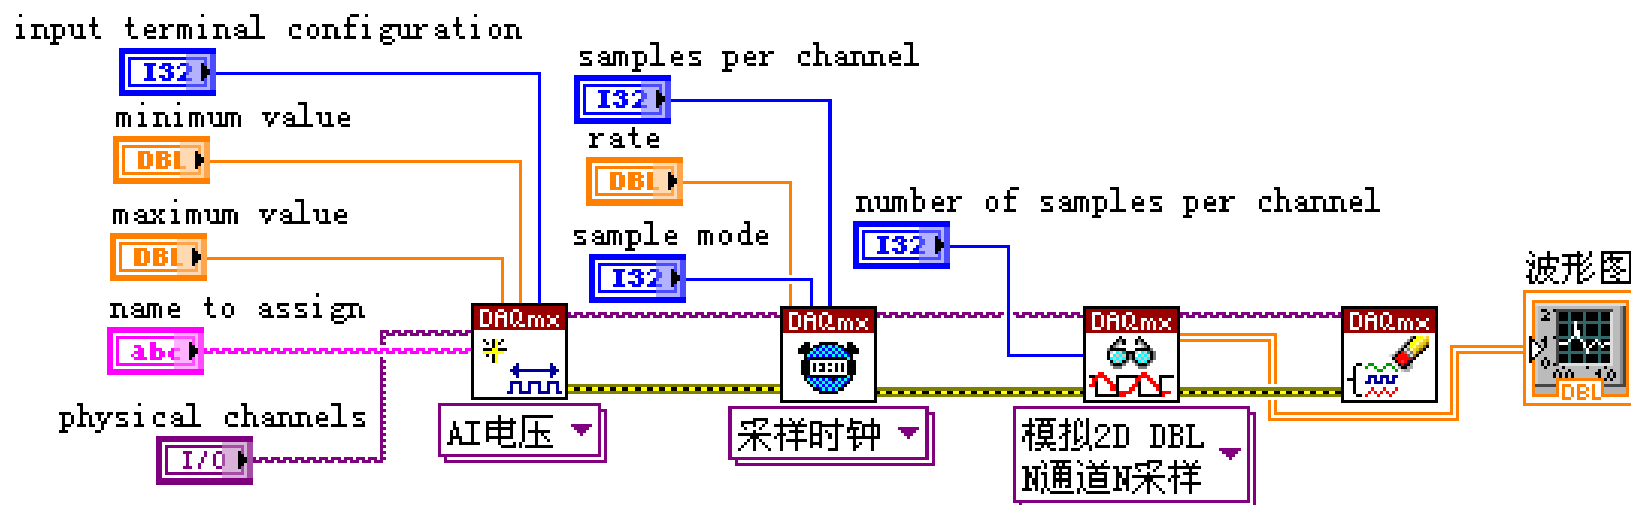 input terminal configuration
I32
minimum value
DBL
maximum value
DBL
name to assign
abc
physical channels
I/O
samples per channel
I32
rate
DBL
sample mode
I32
number of samples per channel
I32
DAQmx
AI电压
DAQmx
采样时钟
DAQmx
模拟2D DBL
N通道N采样
DAQmx
波形图
DBL